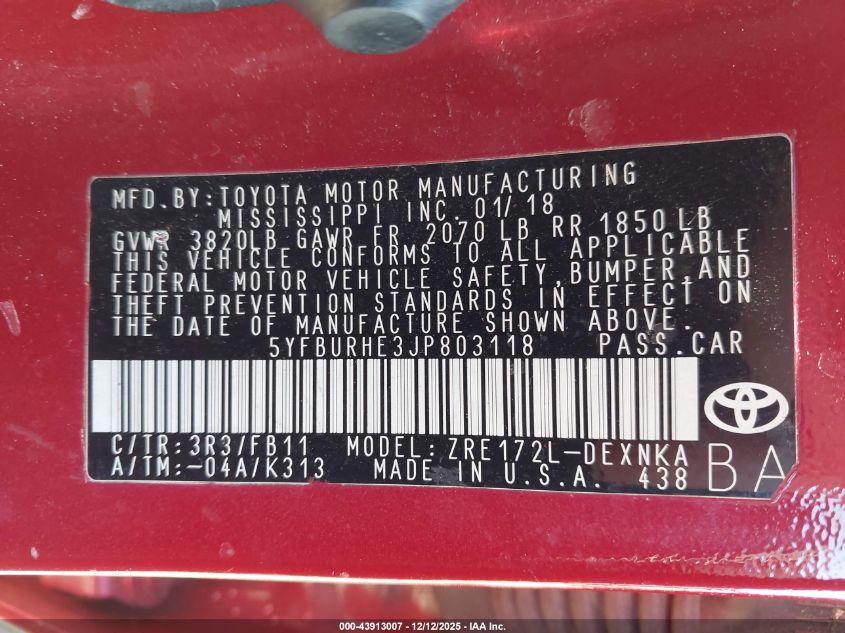 MFD.BY:TOYOTA MOTOR MANUFACTURING
MISSISSIPPI INC. 01/18
GVWR 3820LB GAWR FR 2070 LB RR 1850LB
THIS VEHICLE CONFORMS TO ALL APPLICABLE
FEDERAL MOTOR VEHICLE SAFETY, BUMPER, AND
THEFT PREVENTION STANDARDS IN EFFECT ON
THE DATE OF MANUFACTURE SHOWN ABOVE.
5YFBURHE3JP803118 PASS.CAR
C/TR:3R3/FB11 MODEL:ZRE172L-DEXNKA
A/TM:-04A/K313 MADE IN U.S.A. 438
BA
000-43913007 - 12/12/2025 - IAA Inc.